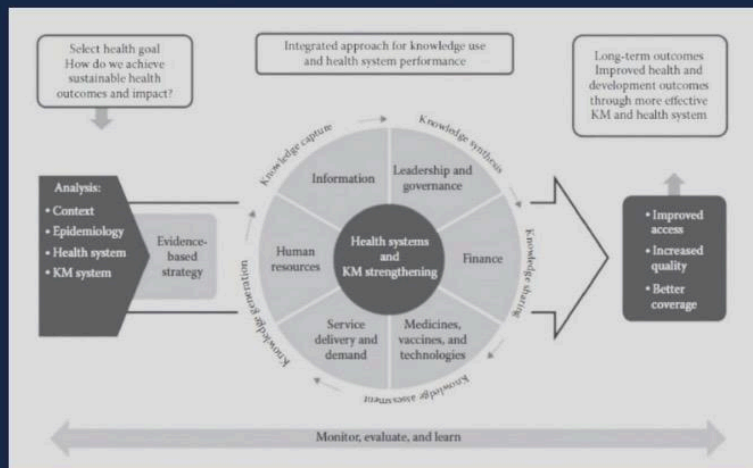 Select health goal
How do we achieve
sustainable health
outcomes and impact?
Integrated approach for knowledge use
and health system performance
Long-term outcomes
Improved health and
development outcomes
through more effective
KM and health system
Analysis:
• Context
• Epidemiology
• Health system
• KM system
Evidence-
based
strategy
Knowledge capture
Knowledge synthesis
Knowledge sharing
Knowledge assessment
Knowledge generation
Information
Leadership and
governance
Human
resources
Health systems
and
KM strengthening
Finance
Service
delivery and
demand
Medicines,
vaccines, and
technologies
• Improved
access
• Increased
quality
• Better
coverage
Monitor, evaluate, and learn